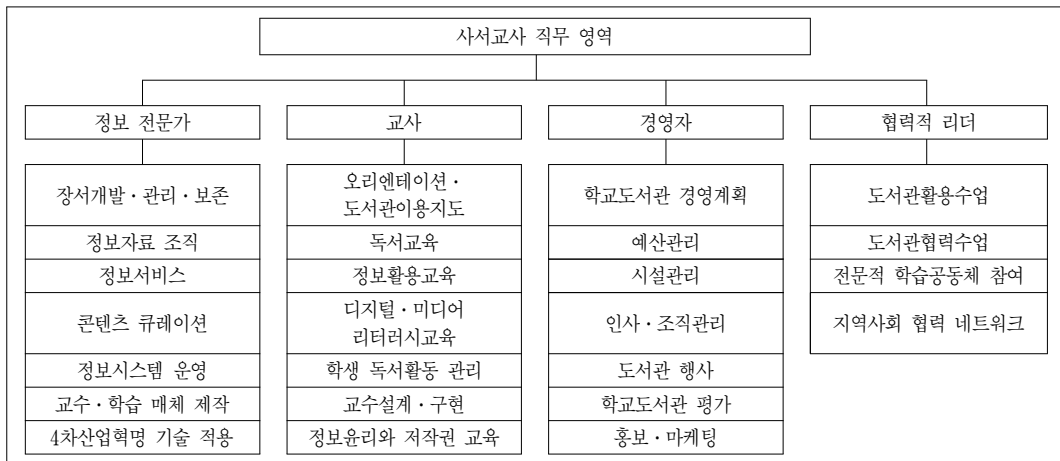 사서교사 직무 영역
정보 전문가
교사
경영자
협력적 리더
장서개발・관리・보존
정보자료 조직
정보서비스
콘텐츠 큐레이션
정보시스템 운영
교수・학습 매체 제작
4차산업혁명 기술 적용
오리엔테이션・
도서관이용지도
독서교육
정보활용교육
디지털・미디어
리터러시교육
학생 독서활동 관리
교수설계・구현
정보윤리와 저작권 교육
학교도서관 경영계획
예산관리
시설관리
인사・조직관리
도서관 행사
학교도서관 평가
홍보・마케팅
도서관활용수업
도서관협력수업
전문적 학습공동체 참여
지역사회 협력 네트워크